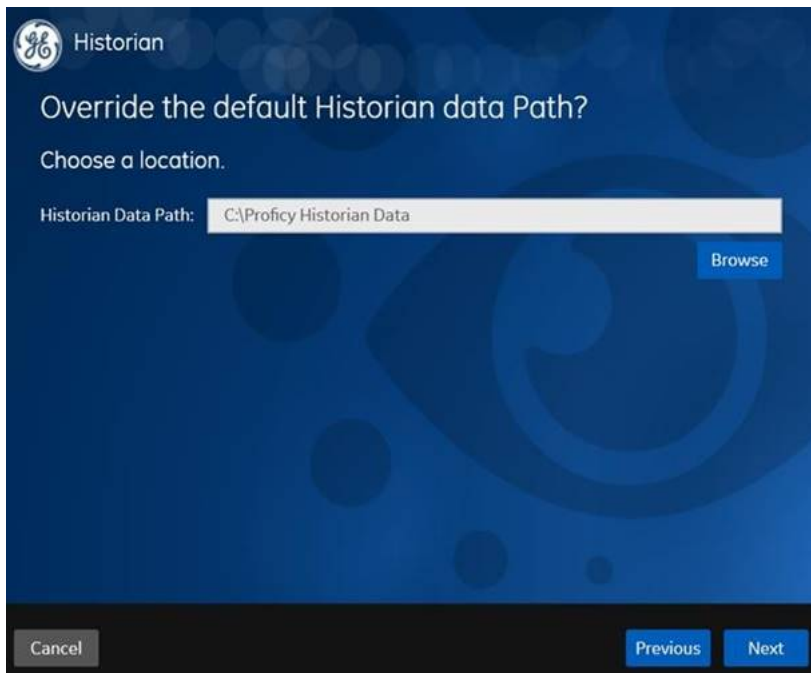 GE Historian
Override the default Historian data Path?
Choose a location.
Historian Data Path: C:\Proficy Historian Data
Browse
Cancel Previous Next